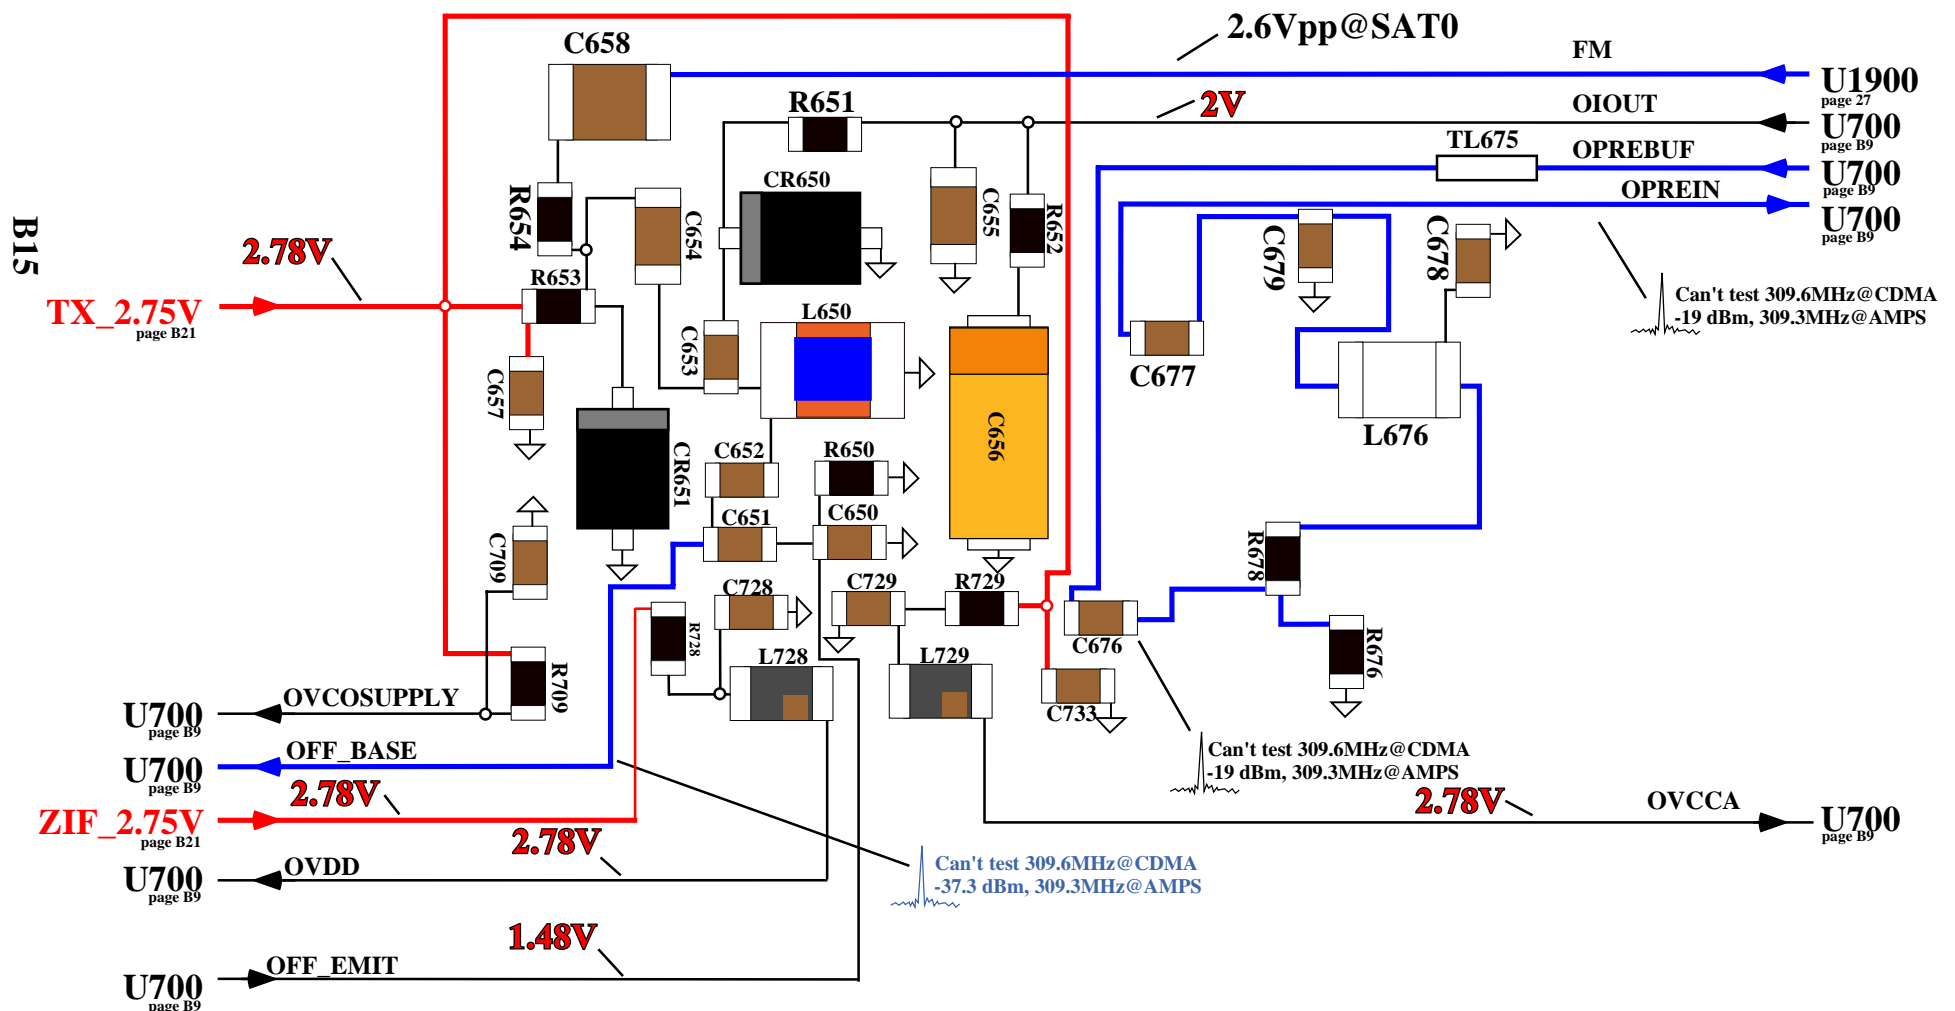 2.6Vpp@SAT0
C658
FM
U1900
page 27
R651
2V
OIOUT
U700
page B9
TL675
OPREBUF
U700
page B9
CR650
OPREIN
U700
page B9
R654
C654
C655
R652
C679
C678
B15
2.78V
R653
TX_2.75V
page B21
L650
Can't test 309.6MHz@CDMA
-19 dBm, 309.3MHz@AMPS
C653
C657
C677
C656
L676
CR651
C652
R650
C651
C650
C709
R678
C728
C729
R729
R728
C676
R676
L728
L729
R709
C733
OVCOSUPPLY
U700
page B9
OFF_BASE
U700
page B9
Can't test 309.6MHz@CDMA
-19 dBm, 309.3MHz@AMPS
2.78V
ZIF_2.75V
page B21
2.78V
OVCCA
U700
page B9
2.78V
OVDD
U700
page B9
Can't test 309.6MHz@CDMA
-37.3 dBm, 309.3MHz@AMPS
1.48V
OFF_EMIT
U700
page B9